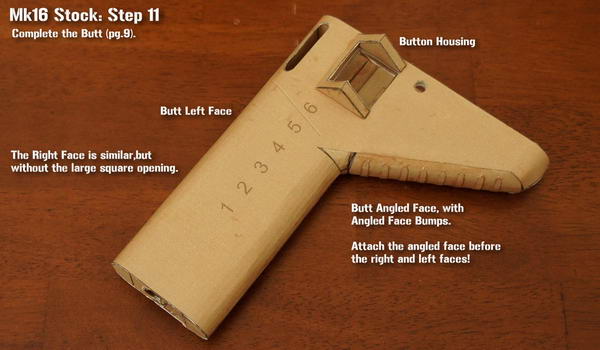 Mk16 Stock: Step 11
Complete the Butt (pg.9).
Button Housing
Butt Left Face
6
5
4
3
2
1
The Right Face is similar,but
without the large square opening.
Butt Angled Face, with
Angled Face Bumps.
Attach the angled face before
the right and left faces!